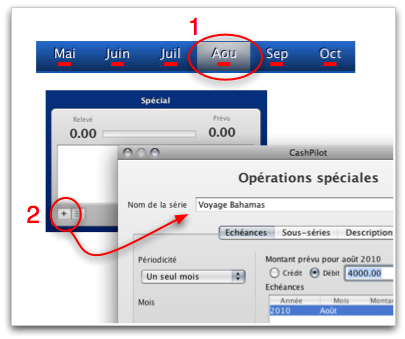 1
Mai Juin Juil Aou Sep Oct
Spécial
Relevé Prévu
0.00 0.00
2
+
CashPilot
Opérations spéciales
Nom de la série Voyage Bahamas
Echéances Sous-séries Description
Périodicité
Un seul mois
Mois
Montant prévu pour août 2010
Crédit Débit 4000.00
Echéances
Année Mois Montan
2010 Août